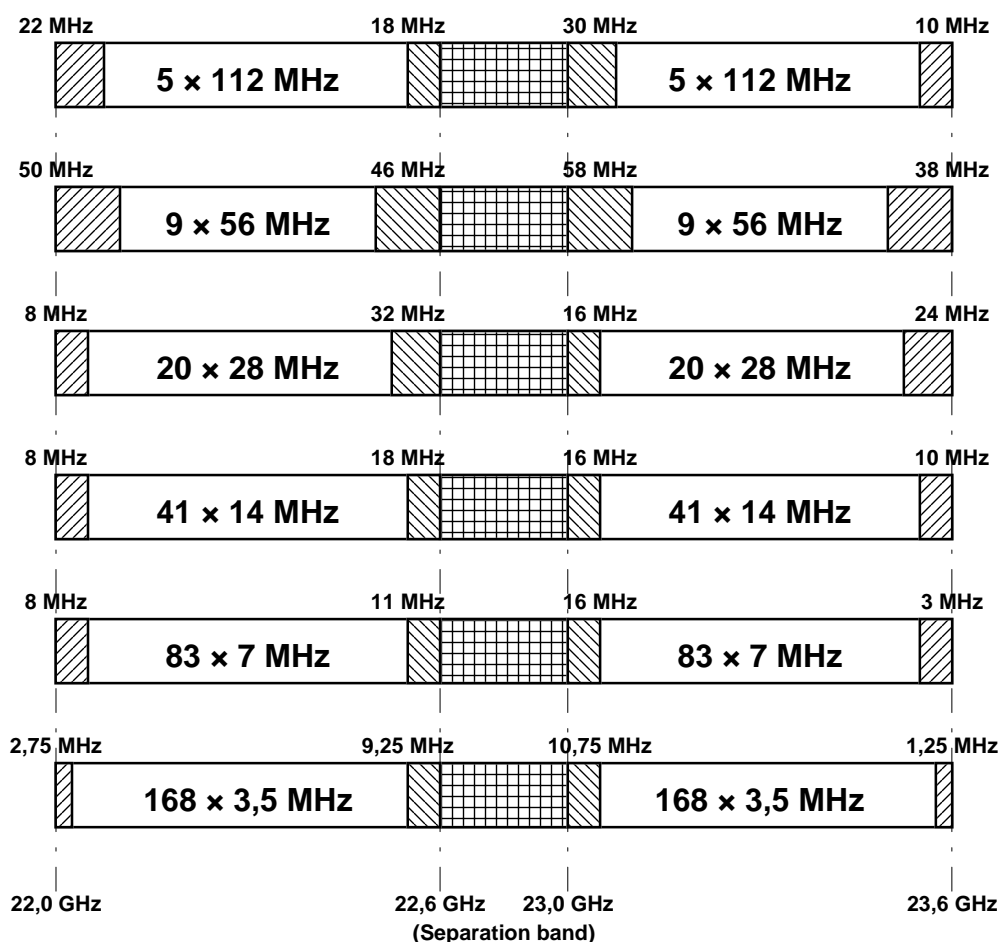 22 MHz 18 MHz 30 MHz 10 MHz
5 × 112 MHz 5 × 112 MHz
50 MHz 46 MHz 58 MHz 38 MHz
9 × 56 MHz 9 × 56 MHz
8 MHz 32 MHz 16 MHz 24 MHz
20 × 28 MHz 20 × 28 MHz
8 MHz 18 MHz 16 MHz 10 MHz
41 × 14 MHz 41 × 14 MHz
8 MHz 11 MHz 16 MHz 3 MHz
83 × 7 MHz 83 × 7 MHz
2,75 MHz 9,25 MHz 10,75 MHz 1,25 MHz
168 × 3,5 MHz 168 × 3,5 MHz
22,0 GHz 22,6 GHz 23,0 GHz 23,6 GHz
(Separation band)